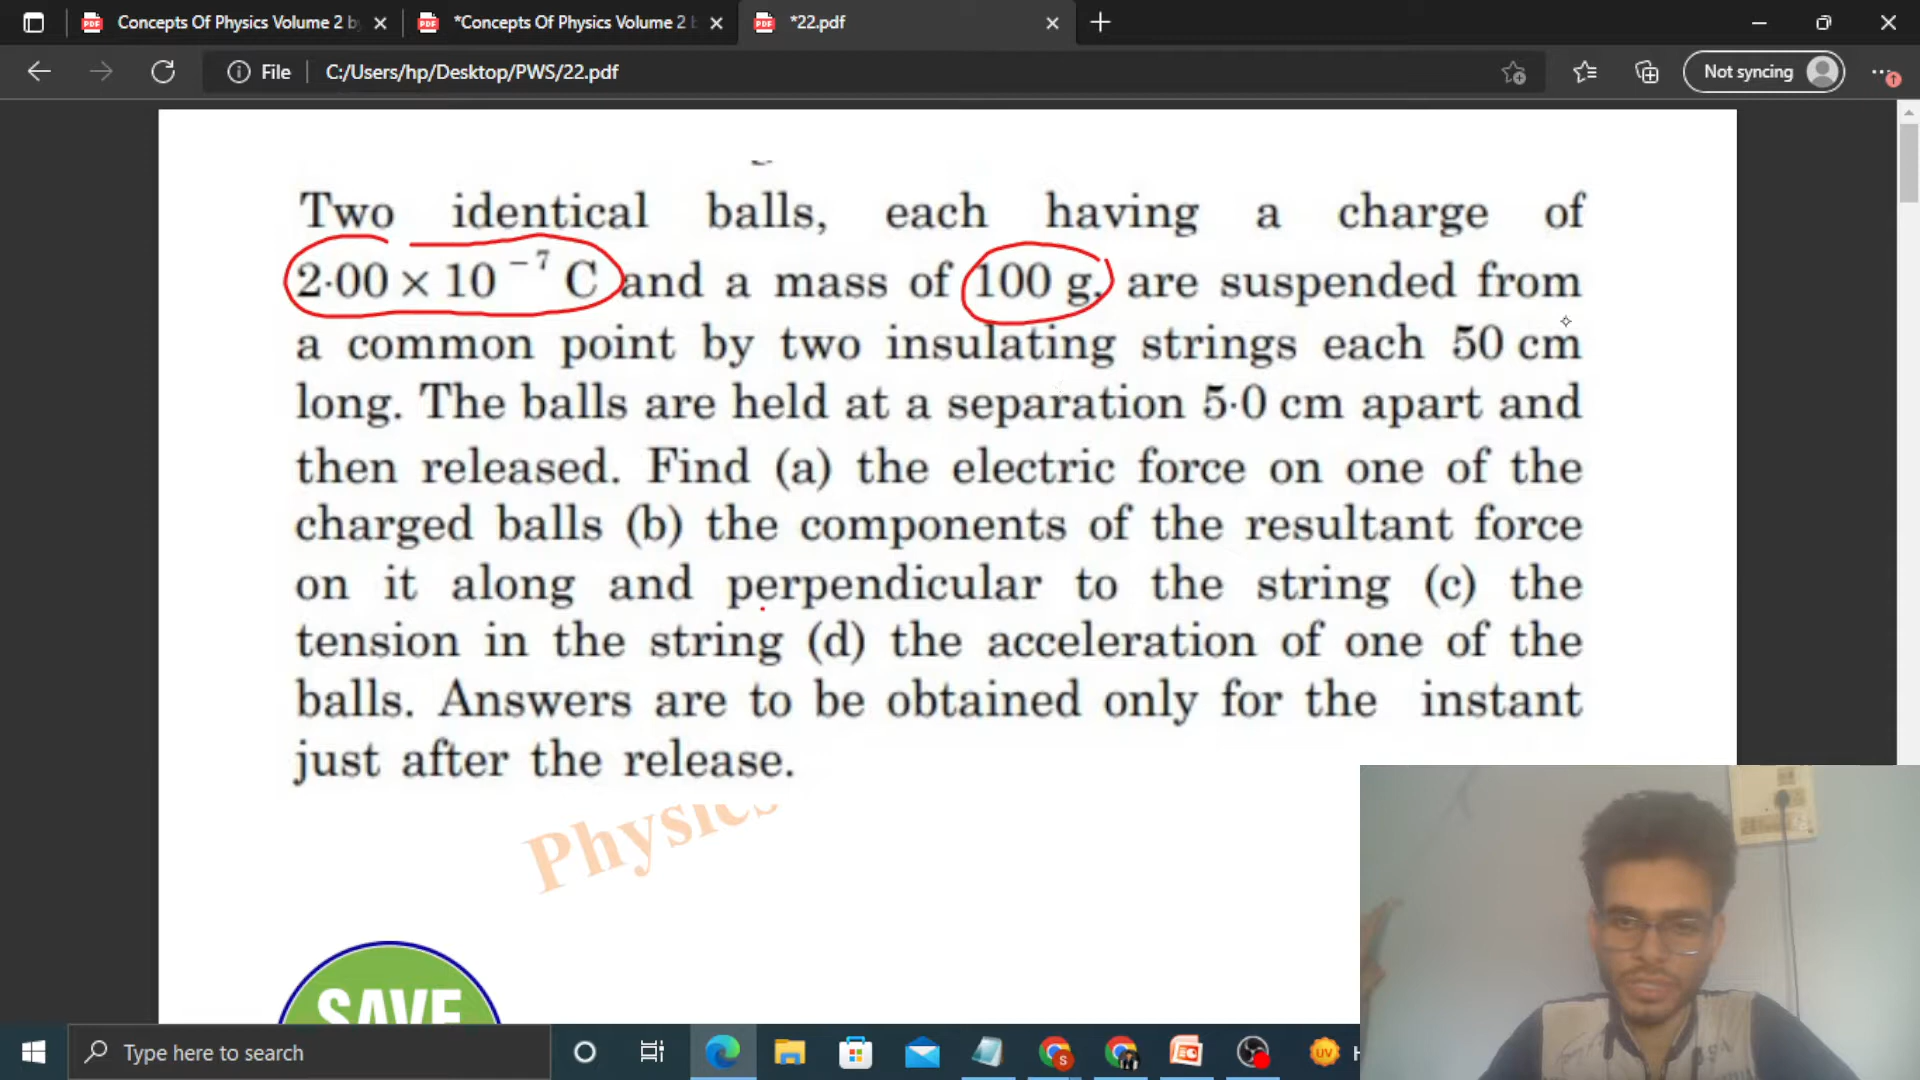 Concepts Of Physics Volume 2 by
*Concepts Of Physics Volume 2
*22.pdf
File
C:/Users/hp/Desktop/PWS/22.pdf
Not syncing
Two identical balls, each having a charge of
2·00 × 10⁻⁷ C and a mass of 100 g, are suspended from
a common point by two insulating strings each 50 cm
long. The balls are held at a separation 5·0 cm apart and
then released. Find (a) the electric force on one of the
charged balls (b) the components of the resultant force
on it along and perpendicular to the string (c) the
tension in the string (d) the acceleration of one of the
balls. Answers are to be obtained only for the instant
just after the release.
Physics
SAVE
Type here to search
UV